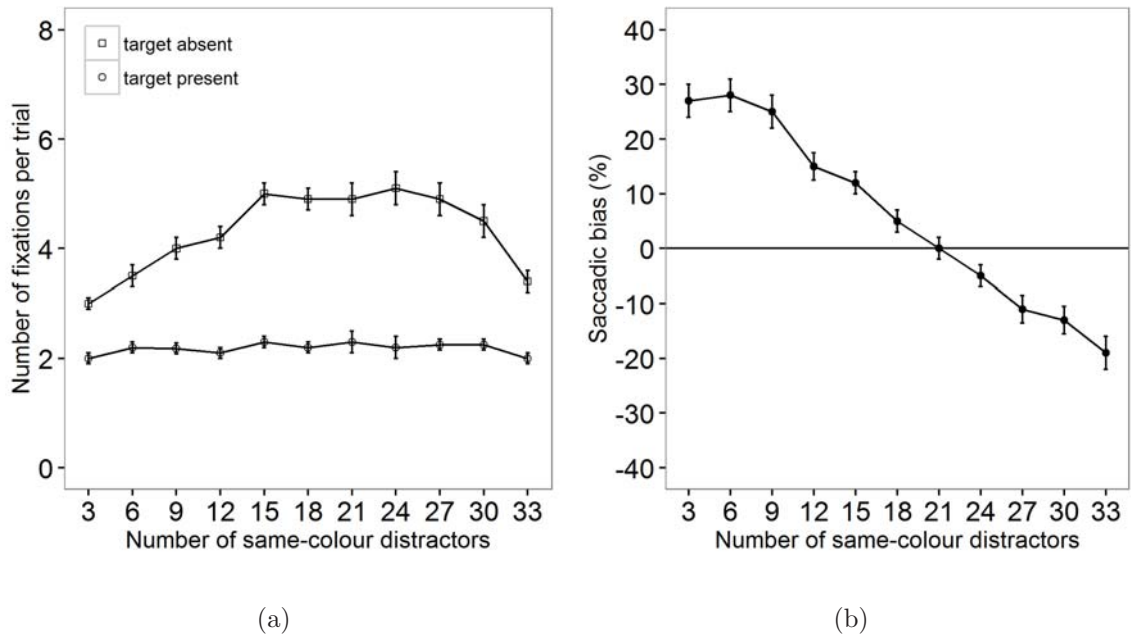 8
6
4
2
0
Number of fixations per trial
target absent
target present
3 6 9 12 15 18 21 24 27 30 33
Number of same-colour distractors
(a)
40
30
20
10
0
-10
-20
-30
-40
Saccadic bias (%)
3 6 9 12 15 18 21 24 27 30 33
Number of same-colour distractors
(b)